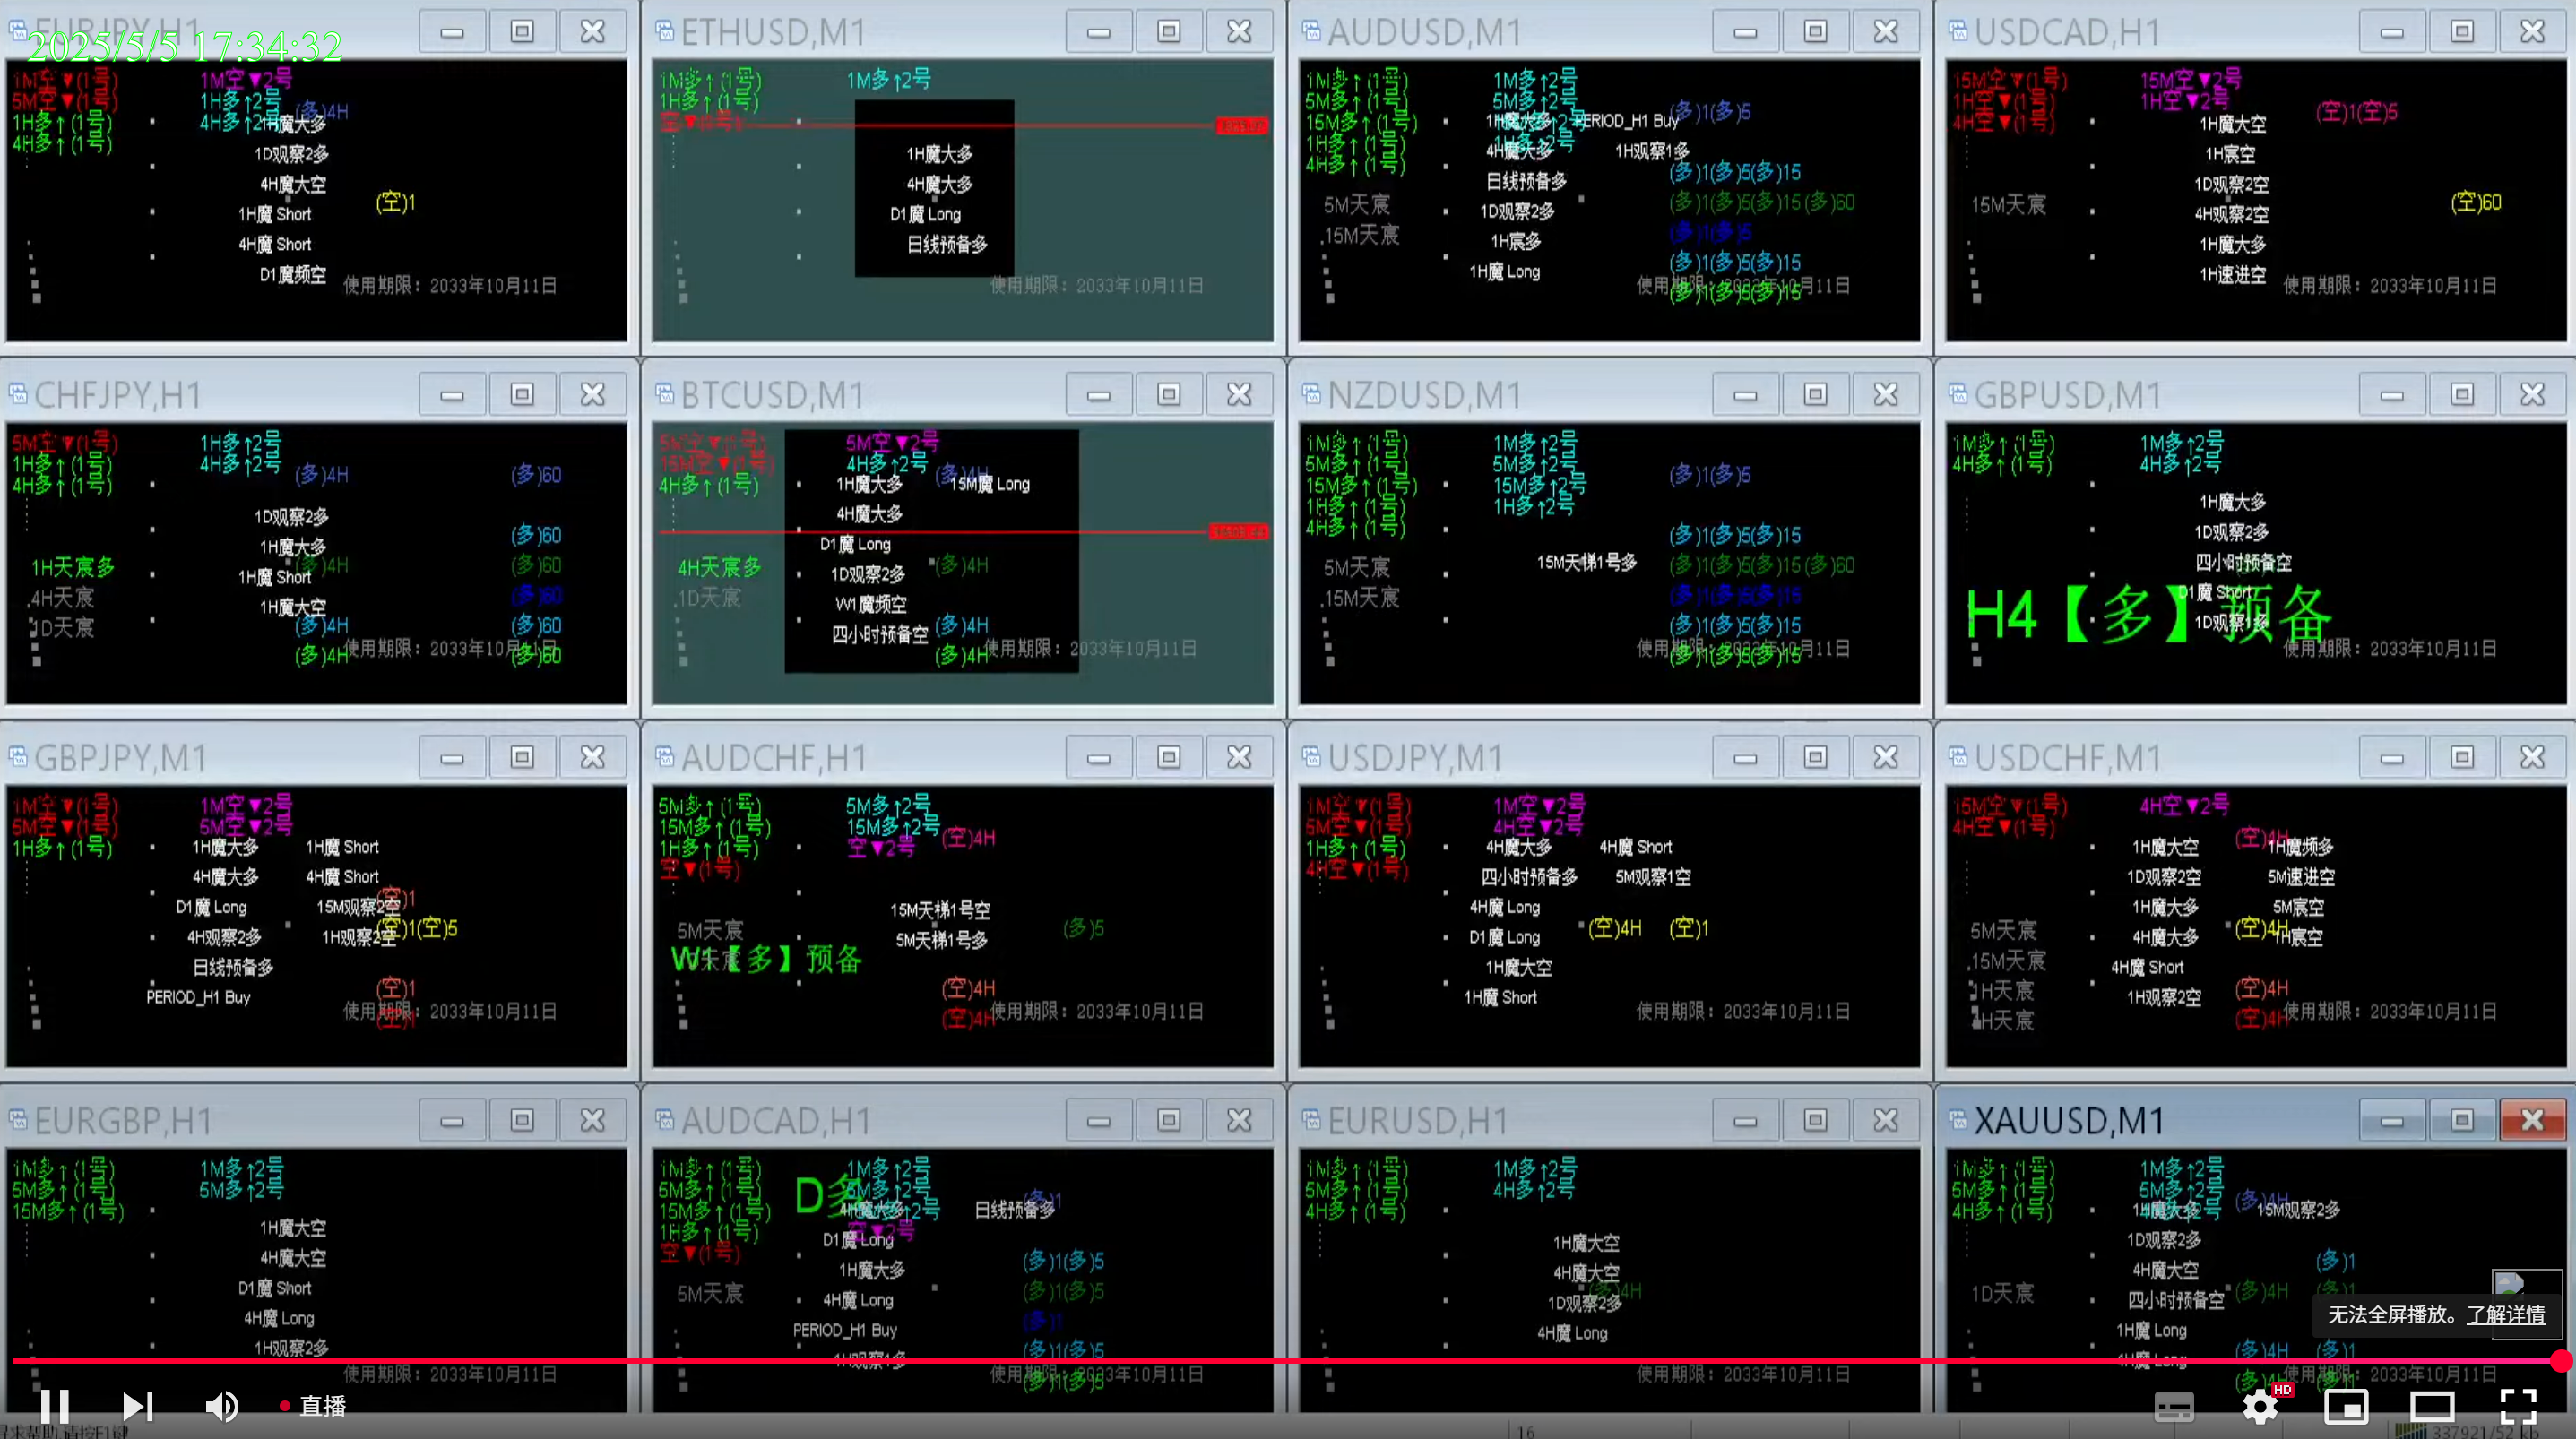 EURJPY,H1
2025/5/5 17:34:32
1M空▼(1号)
5M空▼(1号)
1H多↑(1号)
4H多↑(1号)
1M空▼2号
1H多↑2号
4H多↑2号
(多)4H
1H魔大多
1D观察2多
4H魔大空
1H魔 Short
4H魔 Short
D1魔频空
(空)1
使用期限：2033年10月11日
ETHUSD,M1
1M多↑(1号)
1H多↑(1号)
空▼(1号)
1M多↑2号
1H魔大多
4H魔大多
D1魔 Long
日线预备多
使用期限：2033年10月11日
AUDUSD,M1
1M多↑(1号)
5M多↑(1号)
15M多↑(1号)
1H多↑(1号)
4H多↑(1号)
1M多↑2号
5M多↑2号
1H多↑2号
1H魔大多
PERIOD_H1 Buy
4H魔大多
1H观察1多
日线预备多
1D观察2多
1H宸多
1H魔 Long
5M天宸
15M天宸
(多)1(多)5
(多)1(多)5(多)15
(多)1(多)5(多)15(多)60
(多)1(多)5
(多)1(多)5(多)15
(多)1(多)5(多)15
使用期限：2033年10月11日
USDCAD,H1
15M空▼(1号)
1H空▼(1号)
4H空▼(1号)
15M空▼2号
1H空▼2号
(空)1(空)5
1H魔大空
1H宸空
1D观察2空
4H观察2空
1H魔大多
1H速进空
15M天宸
(空)60
使用期限：2033年10月11日
CHFJPY,H1
5M空▼(1号)
1H多↑(1号)
4H多↑(1号)
1H多↑2号
4H多↑2号
(多)4H
(多)60
1D观察2多
(多)60
1H魔大多
1H天宸多
(多)4H
(多)60
1H魔 Short
4H天宸
(多)60
1H魔大空
1D天宸
(多)4H
(多)60
(多)4H
(多)60
使用期限：2033年10月11日
BTCUSD,M1
5M空▼(1号)
15M空▼(1号)
4H多↑(1号)
5M空▼2号
4H多↑2号
(多)4H
1H魔大多
15M魔 Long
4H魔大多
D1魔 Long
4H天宸多
1D观察2多
(多)4H
1D天宸
W1魔频空
四小时预备空
(多)4H
(多)4H
使用期限：2033年10月11日
NZDUSD,M1
1M多↑(1号)
5M多↑(1号)
15M多↑(1号)
1H多↑(1号)
4H多↑(1号)
1M多↑2号
5M多↑2号
15M多↑2号
1H多↑2号
(多)1(多)5
(多)1(多)5(多)15
5M天宸
15M天梯1号多
(多)1(多)5(多)15(多)60
15M天宸
(多)1(多)5(多)15
(多)1(多)5(多)15
(多)1(多)5(多)15
使用期限：2033年10月11日
GBPUSD,M1
1M多↑(1号)
4H多↑(1号)
1M多↑2号
4H多↑2号
1H魔大多
1D观察2多
四小时预备空
D1魔 Short
H4【多】预备
使用期限：2033年10月11日
GBPJPY,M1
1M空▼(1号)
5M空▼(1号)
1H多↑(1号)
1M空▼2号
5M空▼2号
1H魔大多
1H魔 Short
4H魔大多
4H魔 Short
(空)1
D1魔 Long
15M观察2空
(空)1(空)5
4H观察2多
1H观察2空
日线预备多
PERIOD_H1 Buy
(空)1
(空)1
使用期限：2033年10月11日
AUDCHF,H1
5M多↑(1号)
15M多↑(1号)
1H多↑(1号)
空▼(1号)
5M多↑2号
15M多↑2号
空▼2号
(空)4H
15M天梯1号空
5M天宸
(多)5
5M天梯1号多
W1【多】预备
(空)4H
(空)4H
使用期限：2033年10月11日
USDJPY,M1
1M空▼(1号)
5M空▼(1号)
1H多↑(1号)
4H空▼(1号)
1M空▼2号
4H空▼2号
4H魔大多
4H魔 Short
四小时预备多
5M观察1空
4H魔 Long
(空)4H
(空)1
D1魔 Long
1H魔大空
1H魔 Short
使用期限：2033年10月11日
USDCHF,M1
15M空▼(1号)
4H空▼(1号)
4H空▼2号
(空)4H
1H魔大空
1H魔频多
1D观察2空
5M速进空
1H魔大多
5M宸空
5M天宸
(空)4H
4H魔大多
1H宸空
15M天宸
4H魔 Short
1H天宸
1H观察2空
(空)4H
4H天宸
(空)4H
使用期限：2033年10月11日
EURGBP,H1
1M多↑(1号)
5M多↑(1号)
15M多↑(1号)
1M多↑2号
5M多↑2号
1H魔大空
4H魔大空
D1魔 Short
4H魔 Long
1H观察2多
使用期限：2033年10月11日
AUDCAD,H1
1M多↑(1号)
5M多↑(1号)
15M多↑(1号)
1H多↑(1号)
空▼(1号)
D多
1M多↑2号
5M多↑2号
空▼2号
(多)1
4H魔大多
日线预备多
D1魔 Long
(多)1(多)5
1H魔大多
5M天宸
(多)1(多)5
4H魔 Long
(多)1
PERIOD_H1 Buy
(多)1(多)5
1H观察1多
(多)1(多)5
使用期限：2033年10月11日
EURUSD,H1
1M多↑(1号)
5M多↑(1号)
4H多↑(1号)
1M多↑2号
4H多↑2号
1H魔大空
4H魔大空
(多)4H
1D观察2多
4H魔 Long
使用期限：2033年10月11日
XAUUSD,M1
1M多↑(1号)
5M多↑(1号)
4H多↑(1号)
1M多↑2号
5M多↑2号
(多)4H
1H魔大多
15M观察2多
1D观察2多
(多)1
4H魔大空
1D天宸
四小时预备空
(多)4H
(多)1
1H魔 Long
(多)4H
(多)1
4H魔 Long
使用期限：2033年10月11日
无法全屏播放。了解详情
直播
HD
16
337921/52 kb